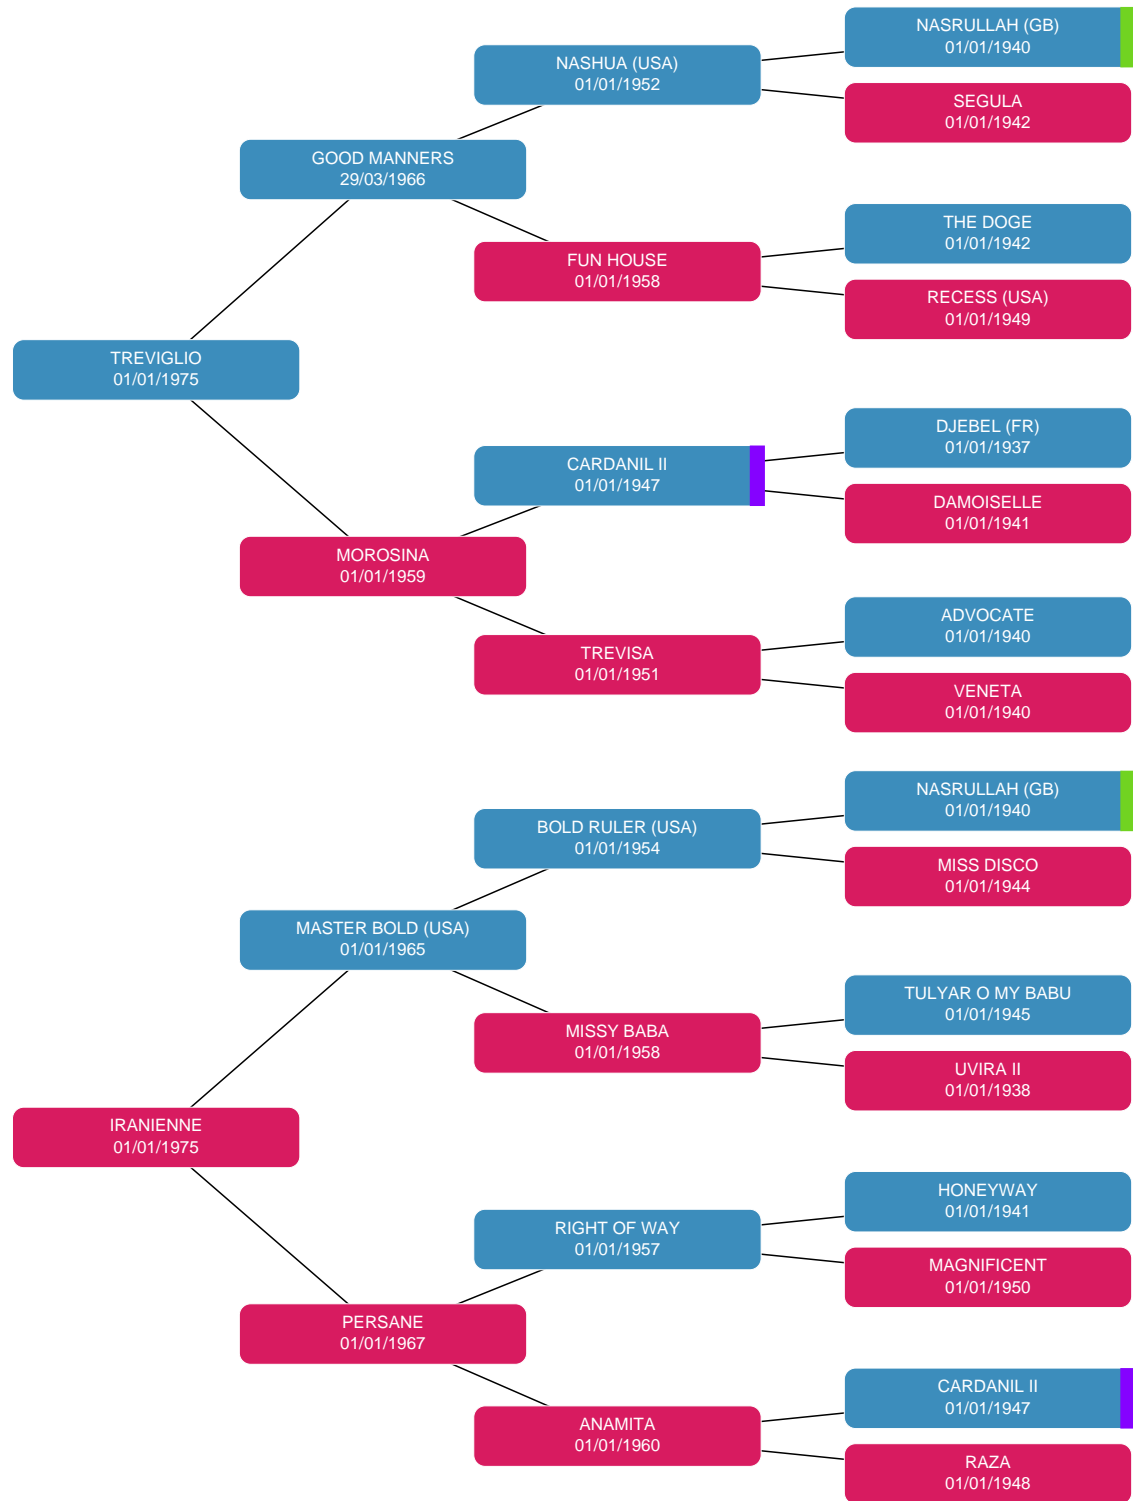 NASRULLAH (GB)
01/01/1940
NASHUA (USA)
01/01/1952
SEGULA
01/01/1942
GOOD MANNERS
29/03/1966
THE DOGE
01/01/1942
FUN HOUSE
01/01/1958
RECESS (USA)
01/01/1949
TREVIGLIO
01/01/1975
DJEBEL (FR)
01/01/1937
CARDANIL II
01/01/1947
DAMOISELLE
01/01/1941
MOROSINA
01/01/1959
ADVOCATE
01/01/1940
TREVISA
01/01/1951
VENETA
01/01/1940
NASRULLAH (GB)
01/01/1940
BOLD RULER (USA)
01/01/1954
MISS DISCO
01/01/1944
MASTER BOLD (USA)
01/01/1965
TULYAR O MY BABU
01/01/1945
MISSY BABA
01/01/1958
UVIRA II
01/01/1938
IRANIENNE
01/01/1975
HONEYWAY
01/01/1941
RIGHT OF WAY
01/01/1957
MAGNIFICENT
01/01/1950
PERSANE
01/01/1967
CARDANIL II
01/01/1947
ANAMITA
01/01/1960
RAZA
01/01/1948